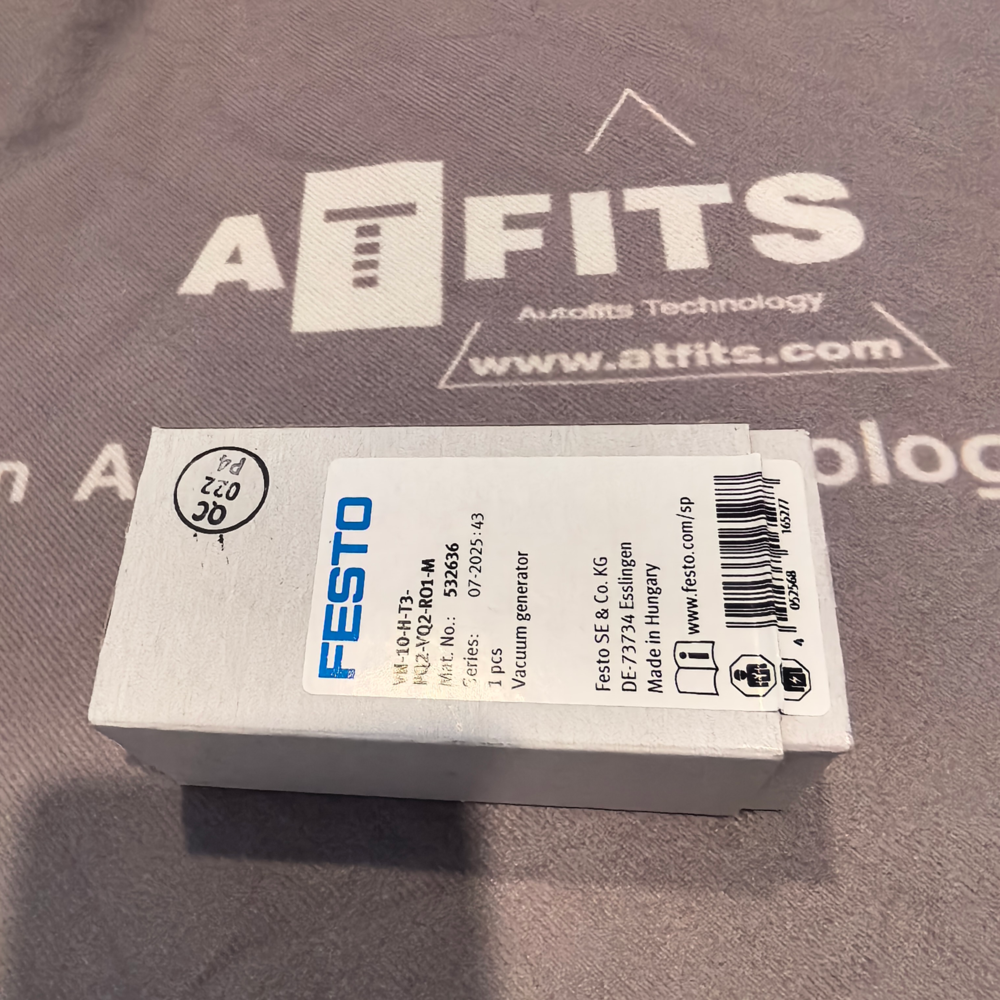 ATFITS
Autofits Technology
www.atfits.com
n A
olog
QC
022
P4
FESTO
VN-10-H-T3-
PQ2-VQ2-RO1-M
Mat. No.: 532636
Series: 07-2025:43
1 pcs
Vacuum generator
Festo SE & Co. KG
DE-73734 Esslingen
Made in Hungary
www.festo.com/sp
4 052568 165277